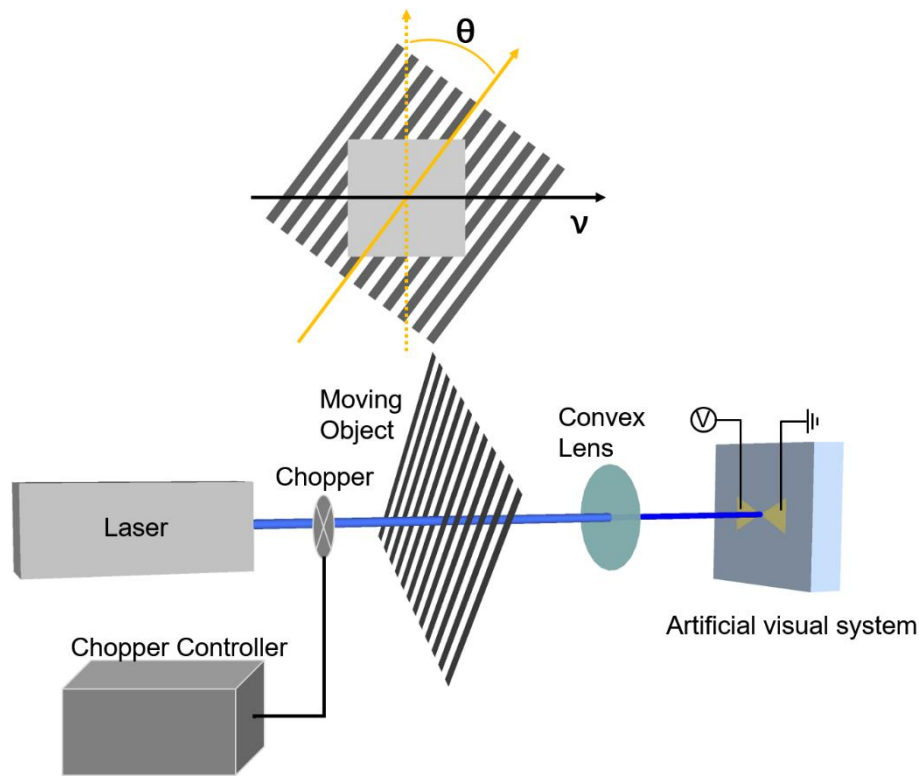 θ
ν
Moving
Object
Convex
Lens
V
Chopper
Laser
Artificial visual system
Chopper Controller